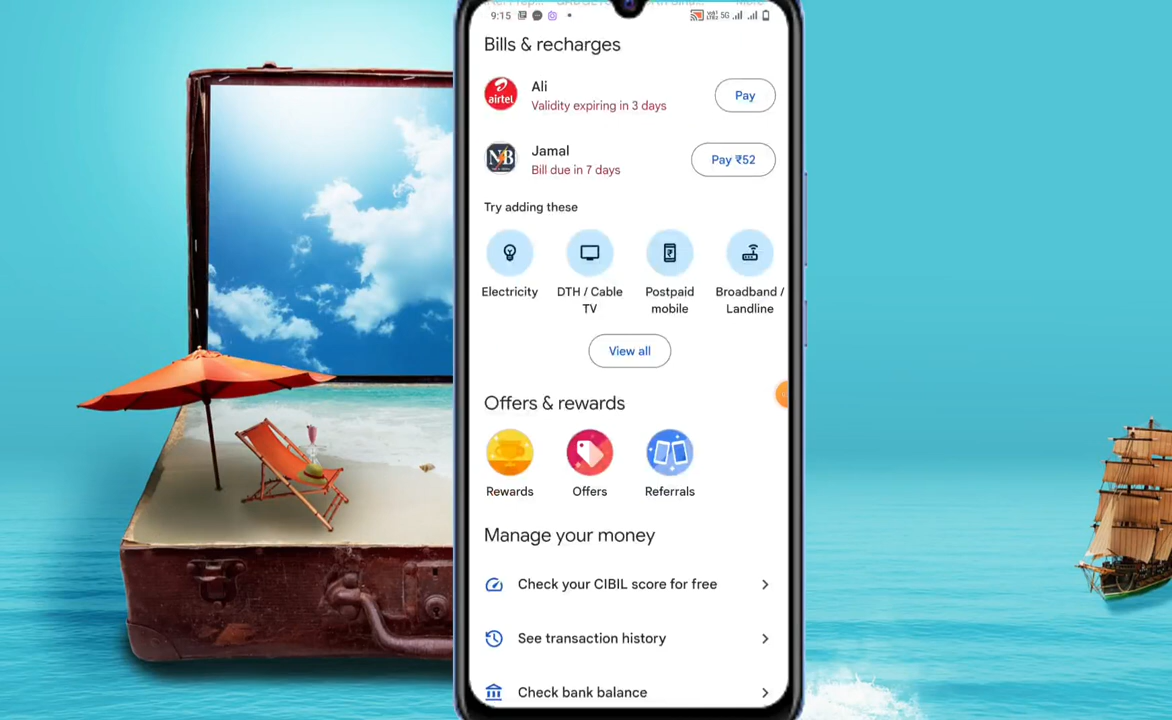 9:15
5G
Bills & recharges
airtel
Ali
Validity expiring in 3 days
Pay
NB
Jamal
Bill due in 7 days
Pay ₹52
Try adding these
Electricity
DTH / Cable
TV
Postpaid
mobile
Broadband /
Landline
View all
Offers & rewards
Rewards
Offers
Referrals
Manage your money
Check your CIBIL score for free
See transaction history
Check bank balance